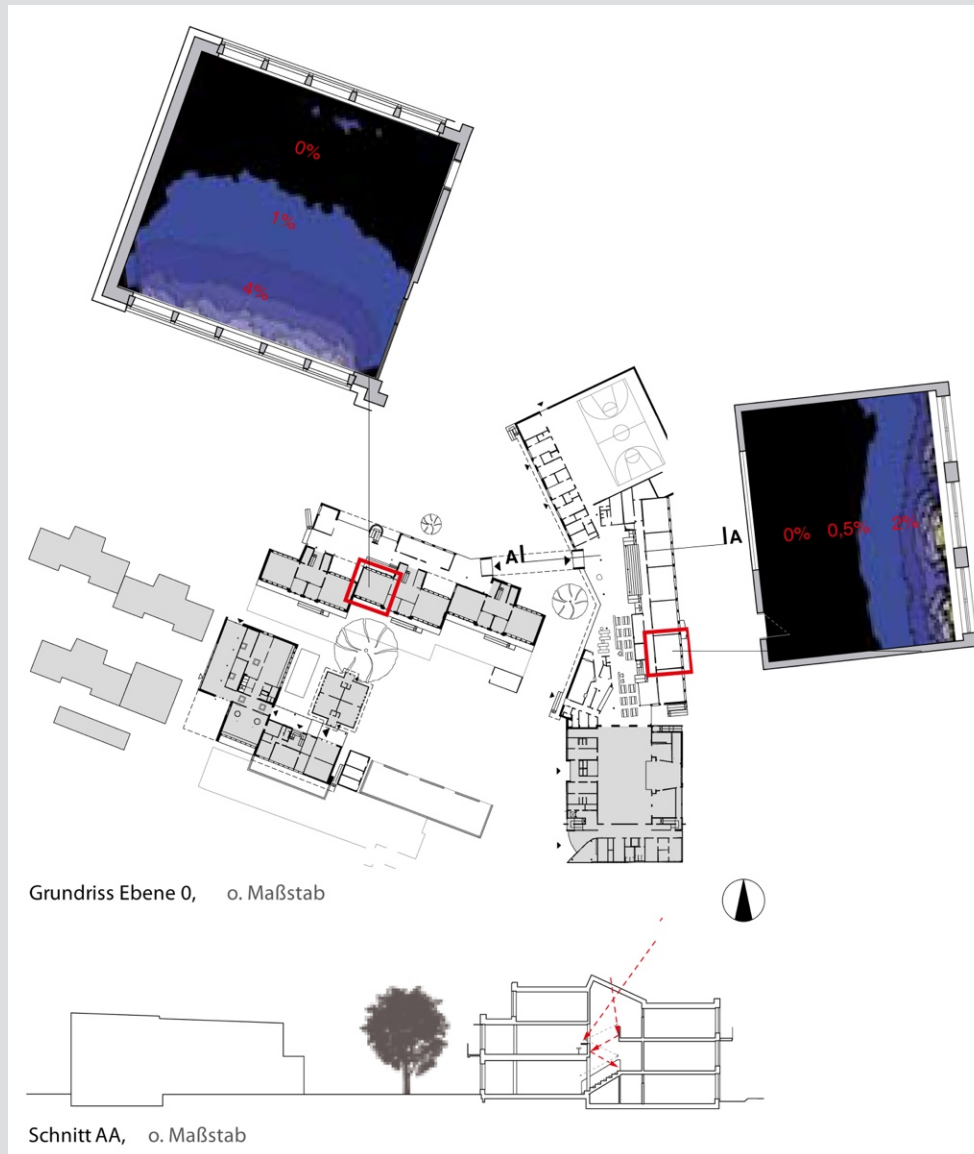 0%
1%
4%
0% 0,5% 2%
A
A
Grundriss Ebene 0, o. Maßstab
Schnitt AA, o. Maßstab